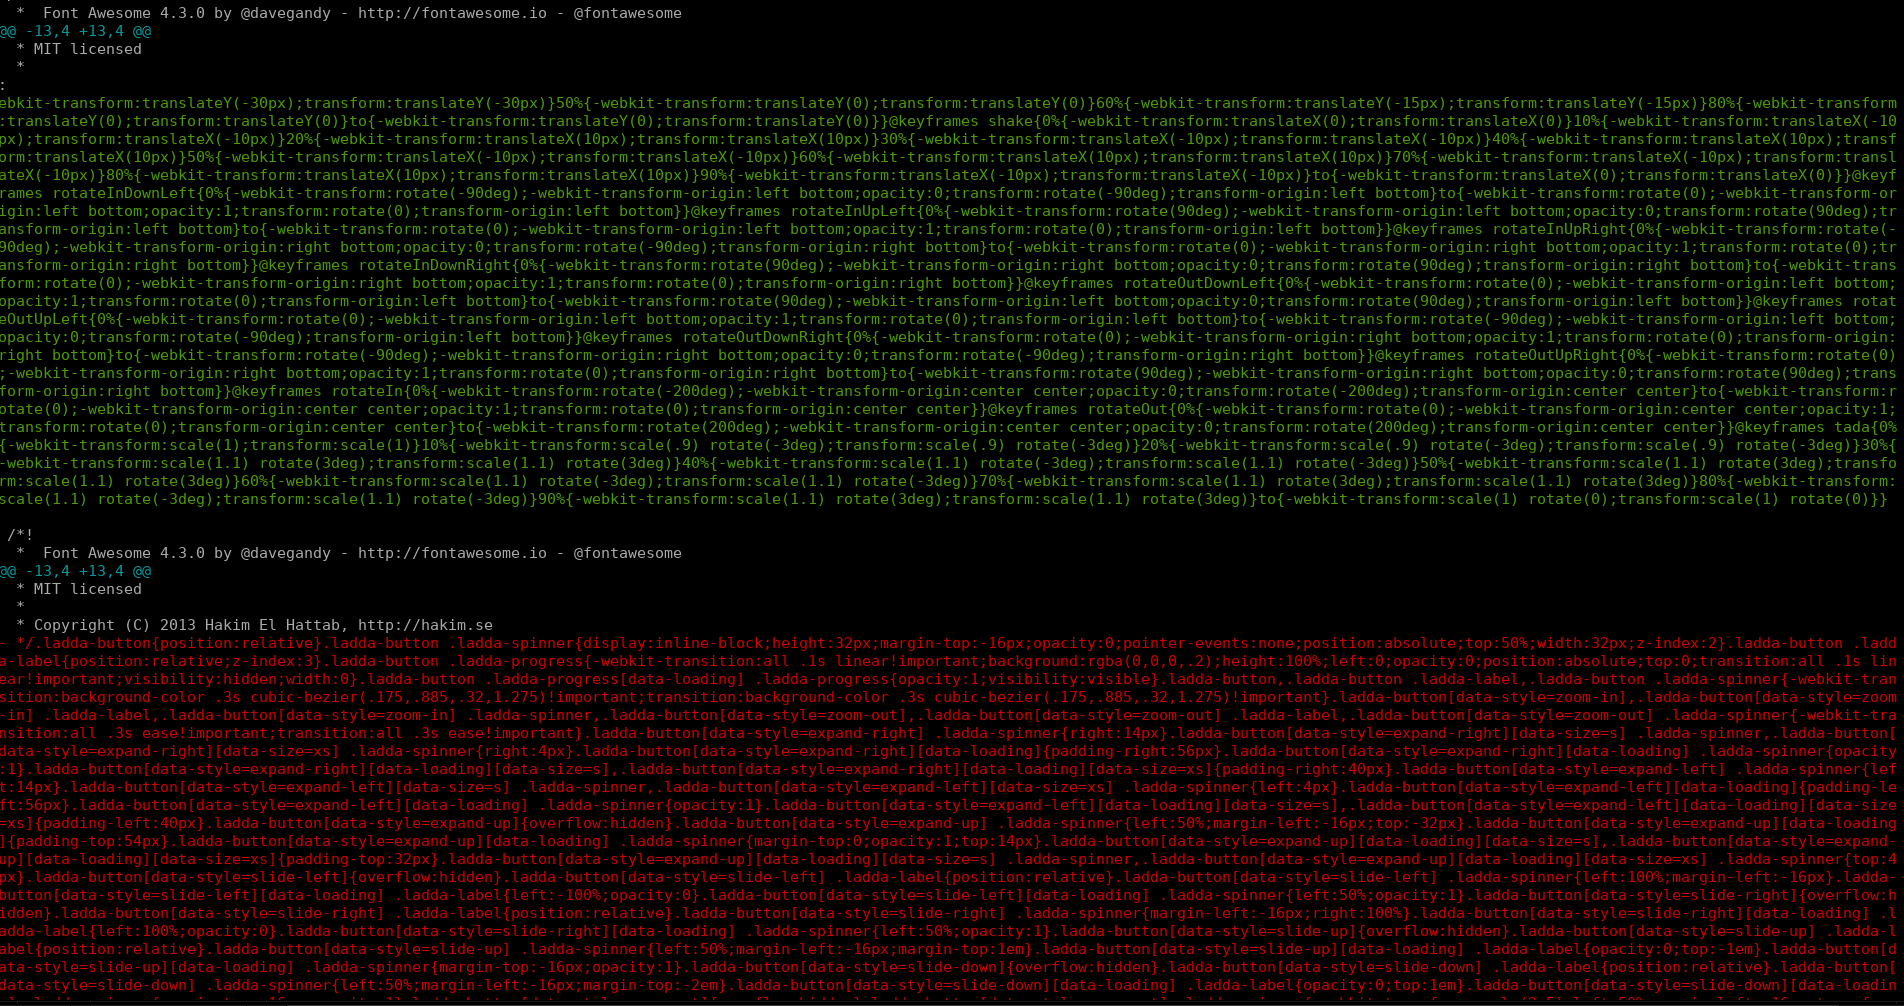 *  Font Awesome 4.3.0 by @davegandy - http://fontawesome.io - @fontawesome
@@ -13,4 +13,4 @@
 * MIT licensed
 *
:
ebkit-transform:translateY(-30px);transform:translateY(-30px)}50%{-webkit-transform:translateY(0);transform:translateY(0)}60%{-webkit-transform:translateY(-15px);transform:translateY(-15px)}80%{-webkit-transform
:translateY(0);transform:translateY(0)}to{-webkit-transform:translateY(0);transform:translateY(0)}}@keyframes shake{0%{-webkit-transform:translateX(0);transform:translateX(0)}10%{-webkit-transform:translateX(-10
px);transform:translateX(-10px)}20%{-webkit-transform:translateX(10px);transform:translateX(10px)}30%{-webkit-transform:translateX(-10px);transform:translateX(-10px)}40%{-webkit-transform:translateX(10px);transf
orm:translateX(10px)}50%{-webkit-transform:translateX(-10px);transform:translateX(-10px)}60%{-webkit-transform:translateX(10px);transform:translateX(10px)}70%{-webkit-transform:translateX(-10px);transform:transl
ateX(-10px)}80%{-webkit-transform:translateX(10px);transform:translateX(10px)}90%{-webkit-transform:translateX(-10px);transform:translateX(-10px)}to{-webkit-transform:translateX(0);transform:translateX(0)}}@keyf
rames rotateInDownLeft{0%{-webkit-transform:rotate(-90deg);-webkit-transform-origin:left bottom;opacity:0;transform:rotate(-90deg);transform-origin:left bottom}to{-webkit-transform:rotate(0);-webkit-transform-or
igin:left bottom;opacity:1;transform:rotate(0);transform-origin:left bottom}}@keyframes rotateInUpLeft{0%{-webkit-transform:rotate(90deg);-webkit-transform-origin:left bottom;opacity:0;transform:rotate(90deg);tr
ansform-origin:left bottom}to{-webkit-transform:rotate(0);-webkit-transform-origin:left bottom;opacity:1;transform:rotate(0);transform-origin:left bottom}}@keyframes rotateInUpRight{0%{-webkit-transform:rotate(-
90deg);-webkit-transform-origin:right bottom;opacity:0;transform:rotate(-90deg);transform-origin:right bottom}to{-webkit-transform:rotate(0);-webkit-transform-origin:right bottom;opacity:1;transform:rotate(0);tr
ansform-origin:right bottom}}@keyframes rotateInDownRight{0%{-webkit-transform:rotate(90deg);-webkit-transform-origin:right bottom;opacity:0;transform:rotate(90deg);transform-origin:right bottom}to{-webkit-trans
form:rotate(0);-webkit-transform-origin:right bottom;opacity:1;transform:rotate(0);transform-origin:right bottom}}@keyframes rotateOutDownLeft{0%{-webkit-transform:rotate(0);-webkit-transform-origin:left bottom;
opacity:1;transform:rotate(0);transform-origin:left bottom}to{-webkit-transform:rotate(90deg);-webkit-transform-origin:left bottom;opacity:0;transform:rotate(90deg);transform-origin:left bottom}}@keyframes rotat
eOutUpLeft{0%{-webkit-transform:rotate(0);-webkit-transform-origin:left bottom;opacity:1;transform:rotate(0);transform-origin:left bottom}to{-webkit-transform:rotate(-90deg);-webkit-transform-origin:left bottom;
opacity:0;transform:rotate(-90deg);transform-origin:left bottom}}@keyframes rotateOutDownRight{0%{-webkit-transform:rotate(0);-webkit-transform-origin:right bottom;opacity:1;transform:rotate(0);transform-origin:
right bottom}to{-webkit-transform:rotate(-90deg);-webkit-transform-origin:right bottom;opacity:0;transform:rotate(-90deg);transform-origin:right bottom}}@keyframes rotateOutUpRight{0%{-webkit-transform:rotate(0)
;-webkit-transform-origin:right bottom;opacity:1;transform:rotate(0);transform-origin:right bottom}to{-webkit-transform:rotate(90deg);-webkit-transform-origin:right bottom;opacity:0;transform:rotate(90deg);trans
form-origin:right bottom}}@keyframes rotateIn{0%{-webkit-transform:rotate(-200deg);-webkit-transform-origin:center center;opacity:0;transform:rotate(-200deg);transform-origin:center center}to{-webkit-transform:r
otate(0);-webkit-transform-origin:center center;opacity:1;transform:rotate(0);transform-origin:center center}}@keyframes rotateOut{0%{-webkit-transform:rotate(0);-webkit-transform-origin:center center;opacity:1;
transform:rotate(0);transform-origin:center center}to{-webkit-transform:rotate(200deg);-webkit-transform-origin:center center;opacity:0;transform:rotate(200deg);transform-origin:center center}}@keyframes tada{0%
{-webkit-transform:scale(1);transform:scale(1)}10%{-webkit-transform:scale(.9) rotate(-3deg);transform:scale(.9) rotate(-3deg)}20%{-webkit-transform:scale(.9) rotate(-3deg);transform:scale(.9) rotate(-3deg)}30%{
-webkit-transform:scale(1.1) rotate(3deg);transform:scale(1.1) rotate(3deg)}40%{-webkit-transform:scale(1.1) rotate(-3deg);transform:scale(1.1) rotate(-3deg)}50%{-webkit-transform:scale(1.1) rotate(3deg);transfo
rm:scale(1.1) rotate(3deg)}60%{-webkit-transform:scale(1.1) rotate(-3deg);transform:scale(1.1) rotate(-3deg)}70%{-webkit-transform:scale(1.1) rotate(3deg);transform:scale(1.1) rotate(3deg)}80%{-webkit-transform:
scale(1.1) rotate(-3deg);transform:scale(1.1) rotate(-3deg)}90%{-webkit-transform:scale(1.1) rotate(3deg);transform:scale(1.1) rotate(3deg)}to{-webkit-transform:scale(1) rotate(0);transform:scale(1) rotate(0)}}
/*!
 *  Font Awesome 4.3.0 by @davegandy - http://fontawesome.io - @fontawesome
@@ -13,4 +13,4 @@
 * MIT licensed
 *
 * Copyright (C) 2013 Hakim El Hattab, http://hakim.se
- */.ladda-button{position:relative}.ladda-button .ladda-spinner{display:inline-block;height:32px;margin-top:-16px;opacity:0;pointer-events:none;position:absolute;top:50%;width:32px;z-index:2}.ladda-button .ladd
a-label{position:relative;z-index:3}.ladda-button .ladda-progress{-webkit-transition:all .1s linear!important;background:rgba(0,0,0,.2);height:100%;left:0;opacity:0;position:absolute;top:0;transition:all .1s lin
ear!important;visibility:hidden;width:0}.ladda-button .ladda-progress[data-loading] .ladda-progress{opacity:1;visibility:visible}.ladda-button,.ladda-button .ladda-label,.ladda-button .ladda-spinner{-webkit-tran
sition:background-color .3s cubic-bezier(.175,.885,.32,1.275)!important;transition:background-color .3s cubic-bezier(.175,.885,.32,1.275)!important}.ladda-button[data-style=zoom-in],.ladda-button[data-style=zoom
-in] .ladda-label,.ladda-button[data-style=zoom-in] .ladda-spinner,.ladda-button[data-style=zoom-out],.ladda-button[data-style=zoom-out] .ladda-label,.ladda-button[data-style=zoom-out] .ladda-spinner{-webkit-tra
nsition:all .3s ease!important;transition:all .3s ease!important}.ladda-button[data-style=expand-right] .ladda-spinner{right:14px}.ladda-button[data-style=expand-right][data-size=s] .ladda-spinner,.ladda-button[
data-style=expand-right][data-size=xs] .ladda-spinner{right:4px}.ladda-button[data-style=expand-right][data-loading]{padding-right:56px}.ladda-button[data-style=expand-right][data-loading] .ladda-spinner{opacity
:1}.ladda-button[data-style=expand-right][data-loading][data-size=s],.ladda-button[data-style=expand-right][data-loading][data-size=xs]{padding-right:40px}.ladda-button[data-style=expand-left] .ladda-spinner{lef
t:14px}.ladda-button[data-style=expand-left][data-size=s] .ladda-spinner,.ladda-button[data-style=expand-left][data-size=xs] .ladda-spinner{left:4px}.ladda-button[data-style=expand-left][data-loading]{padding-le
ft:56px}.ladda-button[data-style=expand-left][data-loading] .ladda-spinner{opacity:1}.ladda-button[data-style=expand-left][data-loading][data-size=s],.ladda-button[data-style=expand-left][data-loading][data-size
=xs]{padding-left:40px}.ladda-button[data-style=expand-up]{overflow:hidden}.ladda-button[data-style=expand-up] .ladda-spinner{left:50%;margin-left:-16px;top:-32px}.ladda-button[data-style=expand-up][data-loading
]{padding-top:54px}.ladda-button[data-style=expand-up][data-loading] .ladda-spinner{margin-top:0;opacity:1;top:14px}.ladda-button[data-style=expand-up][data-loading][data-size=s],.ladda-button[data-style=expand-
up][data-loading][data-size=xs]{padding-top:32px}.ladda-button[data-style=expand-up][data-loading][data-size=s] .ladda-spinner,.ladda-button[data-style=expand-up][data-loading][data-size=xs] .ladda-spinner{top:4
px}.ladda-button[data-style=slide-left]{overflow:hidden}.ladda-button[data-style=slide-left] .ladda-label{position:relative}.ladda-button[data-style=slide-left] .ladda-spinner{left:100%;margin-left:-16px}.ladda-
button[data-style=slide-left][data-loading] .ladda-label{left:-100%;opacity:0}.ladda-button[data-style=slide-left][data-loading] .ladda-spinner{left:50%;opacity:1}.ladda-button[data-style=slide-right]{overflow:h
idden}.ladda-button[data-style=slide-right] .ladda-label{position:relative}.ladda-button[data-style=slide-right] .ladda-spinner{margin-left:-16px;right:100%}.ladda-button[data-style=slide-right][data-loading] .l
adda-label{left:100%;opacity:0}.ladda-button[data-style=slide-right][data-loading] .ladda-spinner{left:50%;opacity:1}.ladda-button[data-style=slide-up]{overflow:hidden}.ladda-button[data-style=slide-up] .ladda-l
abel{position:relative}.ladda-button[data-style=slide-up] .ladda-spinner{left:50%;margin-left:-16px;margin-top:1em}.ladda-button[data-style=slide-up][data-loading] .ladda-label{opacity:0;top:-1em}.ladda-button[d
ata-style=slide-up][data-loading] .ladda-spinner{margin-top:-16px;opacity:1}.ladda-button[data-style=slide-down]{overflow:hidden}.ladda-button[data-style=slide-down] .ladda-label{position:relative}.ladda-button[
data-style=slide-down] .ladda-spinner{left:50%;margin-left:-16px;margin-top:-2em}.ladda-button[data-style=slide-down][data-loading] .ladda-label{opacity:0;top:1em}.ladda-button[data-style=slide-down][data-loadin